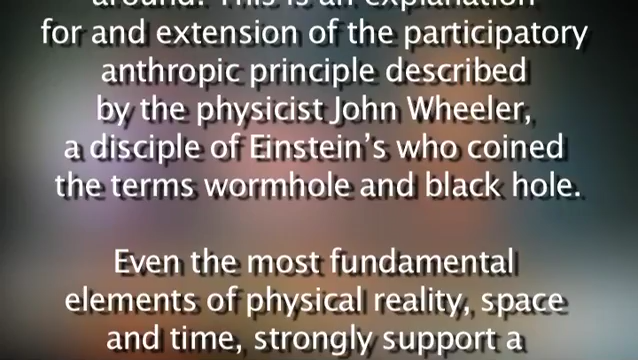 around. This is an explanation
for and extension of the participatory
anthropic principle described
by the physicist John Wheeler,
a disciple of Einstein's who coined
the terms wormhole and black hole.
Even the most fundamental
elements of physical reality, space
and time, strongly support a